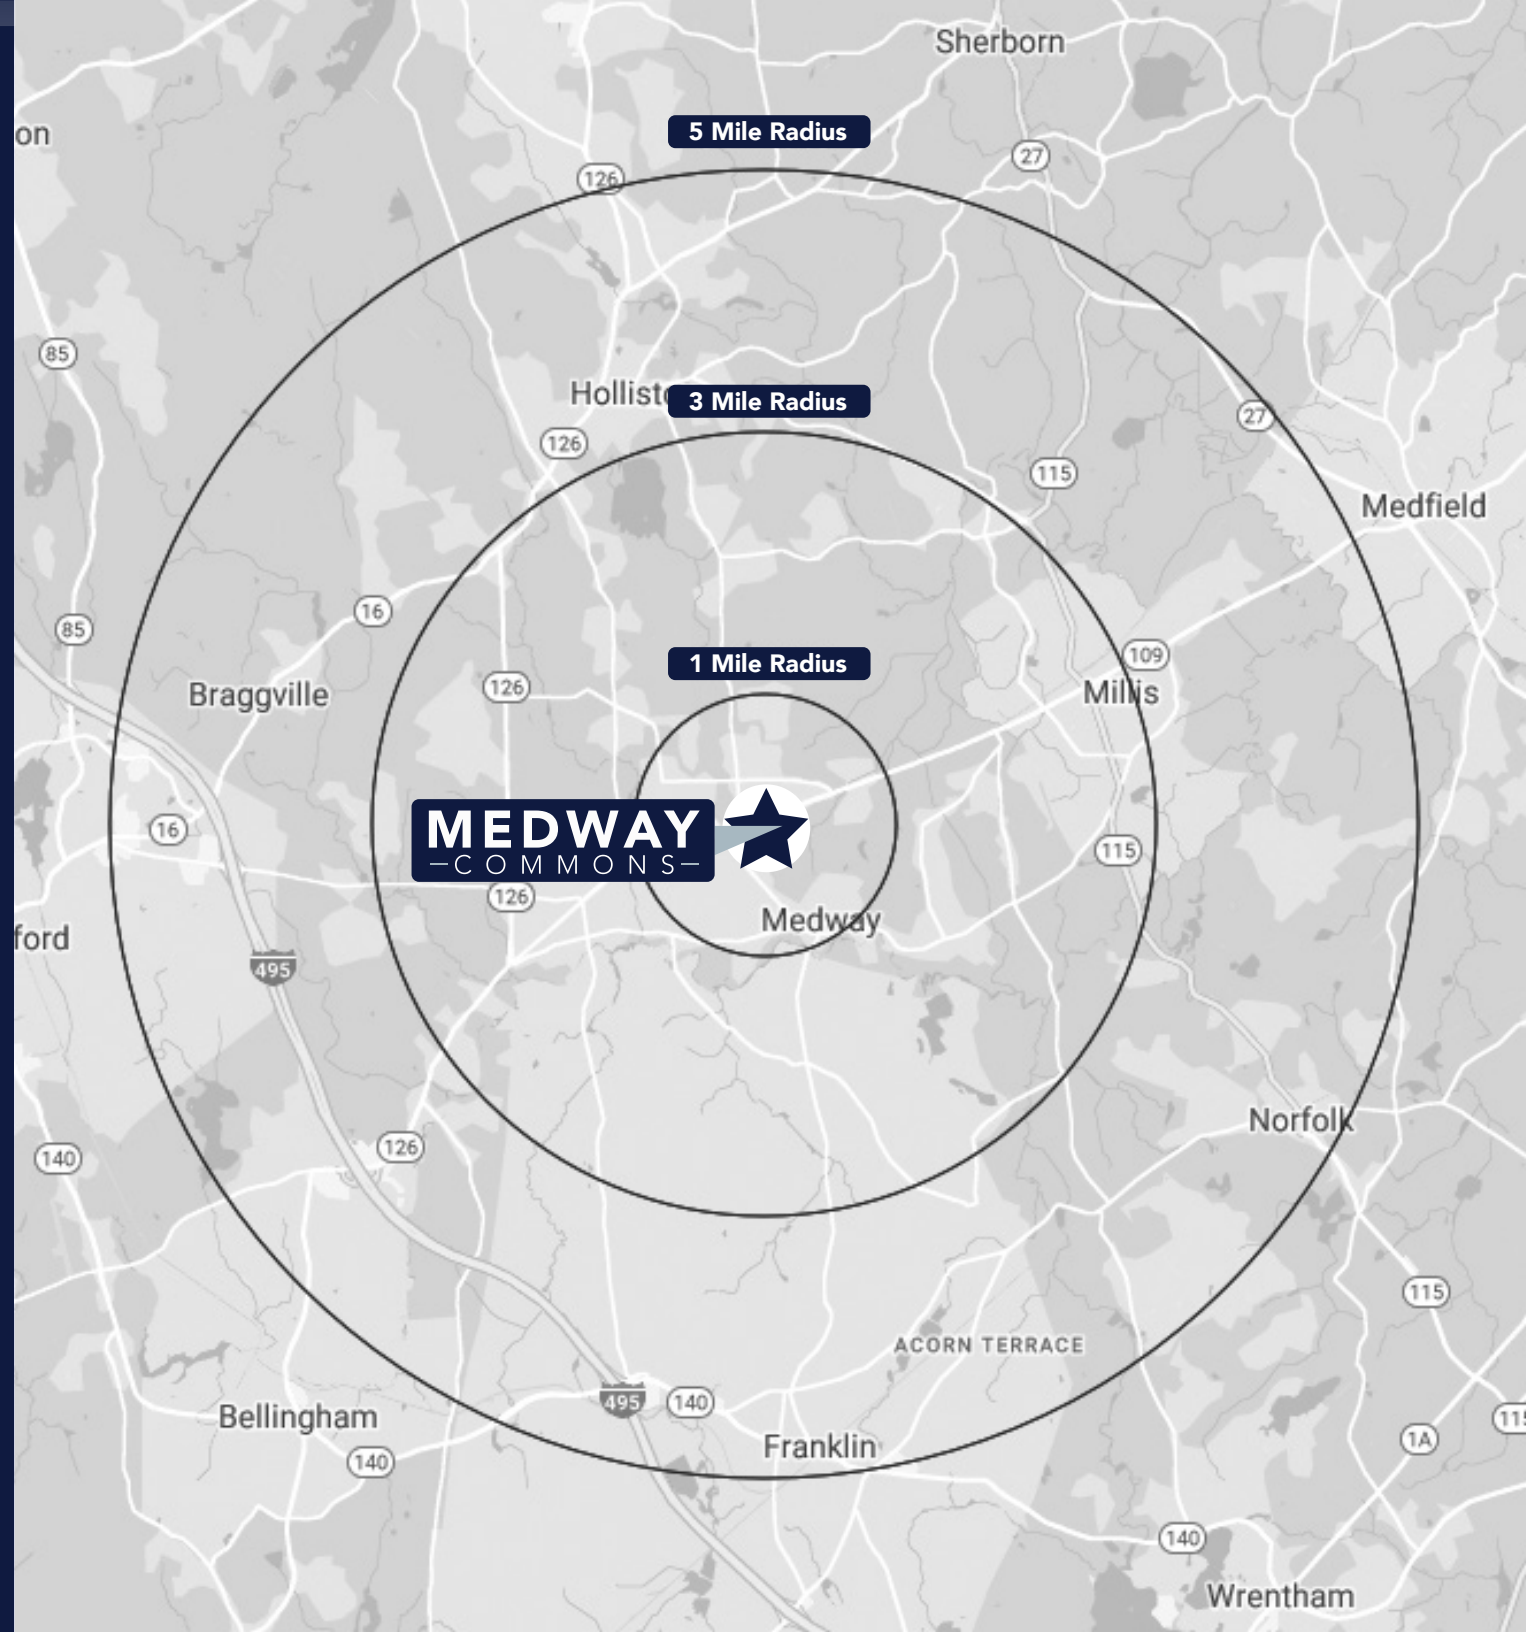 Sherborn
on
5 Mile Radius
27
126
85
Hollisto
3 Mile Radius
27
126
115
Medfield
16
85
109
1 Mile Radius
126
Braggville
Millis
MEDWAY
COMMONS
16
115
126
Medway
ford
495
Norfolk
126
140
115
ACORN TERRACE
495
140
Bellingham
115
1A
Franklin
140
140
Wrentham